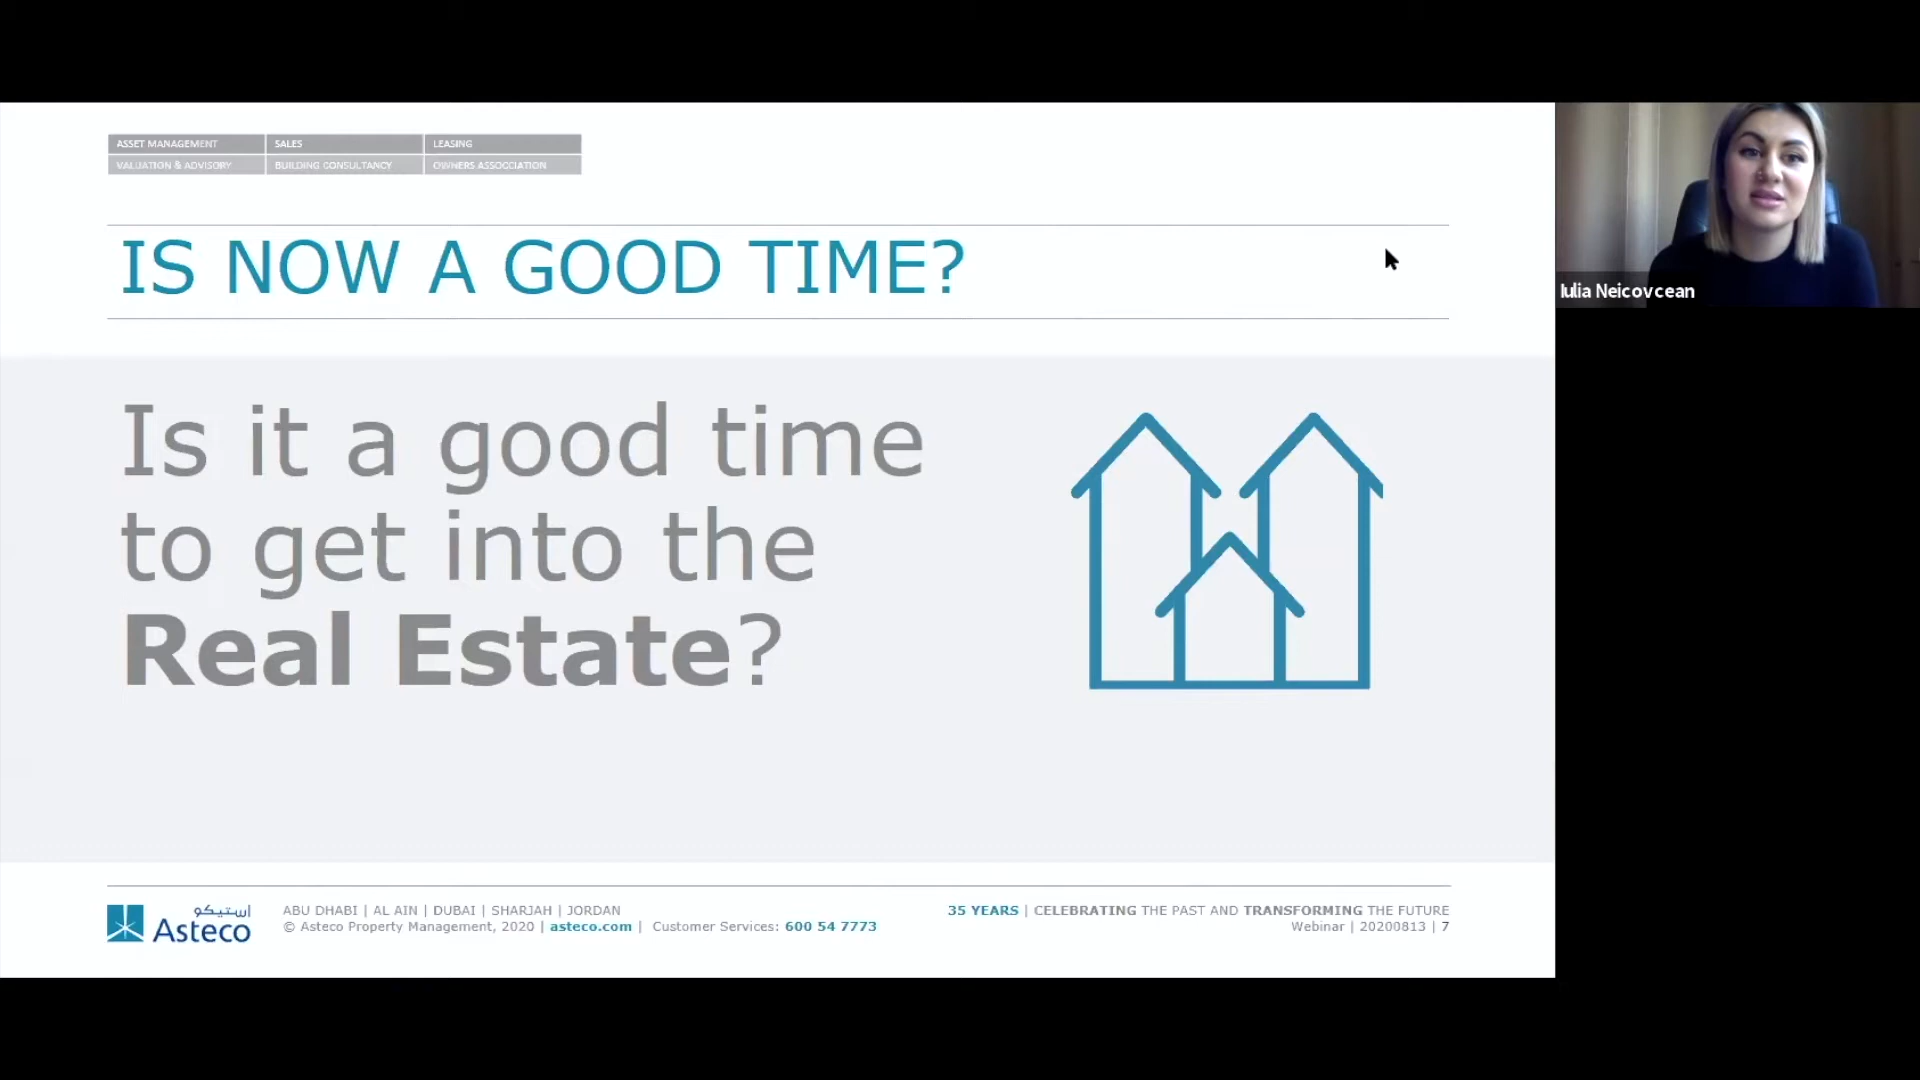 ASSET MANAGEMENT
SALES
LEASING
VALUATION & ADVISORY
BUILDING CONSULTANCY
OWNERS ASSOCCIATION
IS NOW A GOOD TIME?
Iulia Neicovcean
Is it a good time
to get into the
Real Estate?
استيكو
Asteco
ABU DHABI | AL AIN | DUBAI | SHARJAH | JORDAN
© Asteco Property Management, 2020 | asteco.com | Customer Services: 600 54 7773
35 YEARS | CELEBRATING THE PAST AND TRANSFORMING THE FUTURE
Webinar | 20200813 | 7